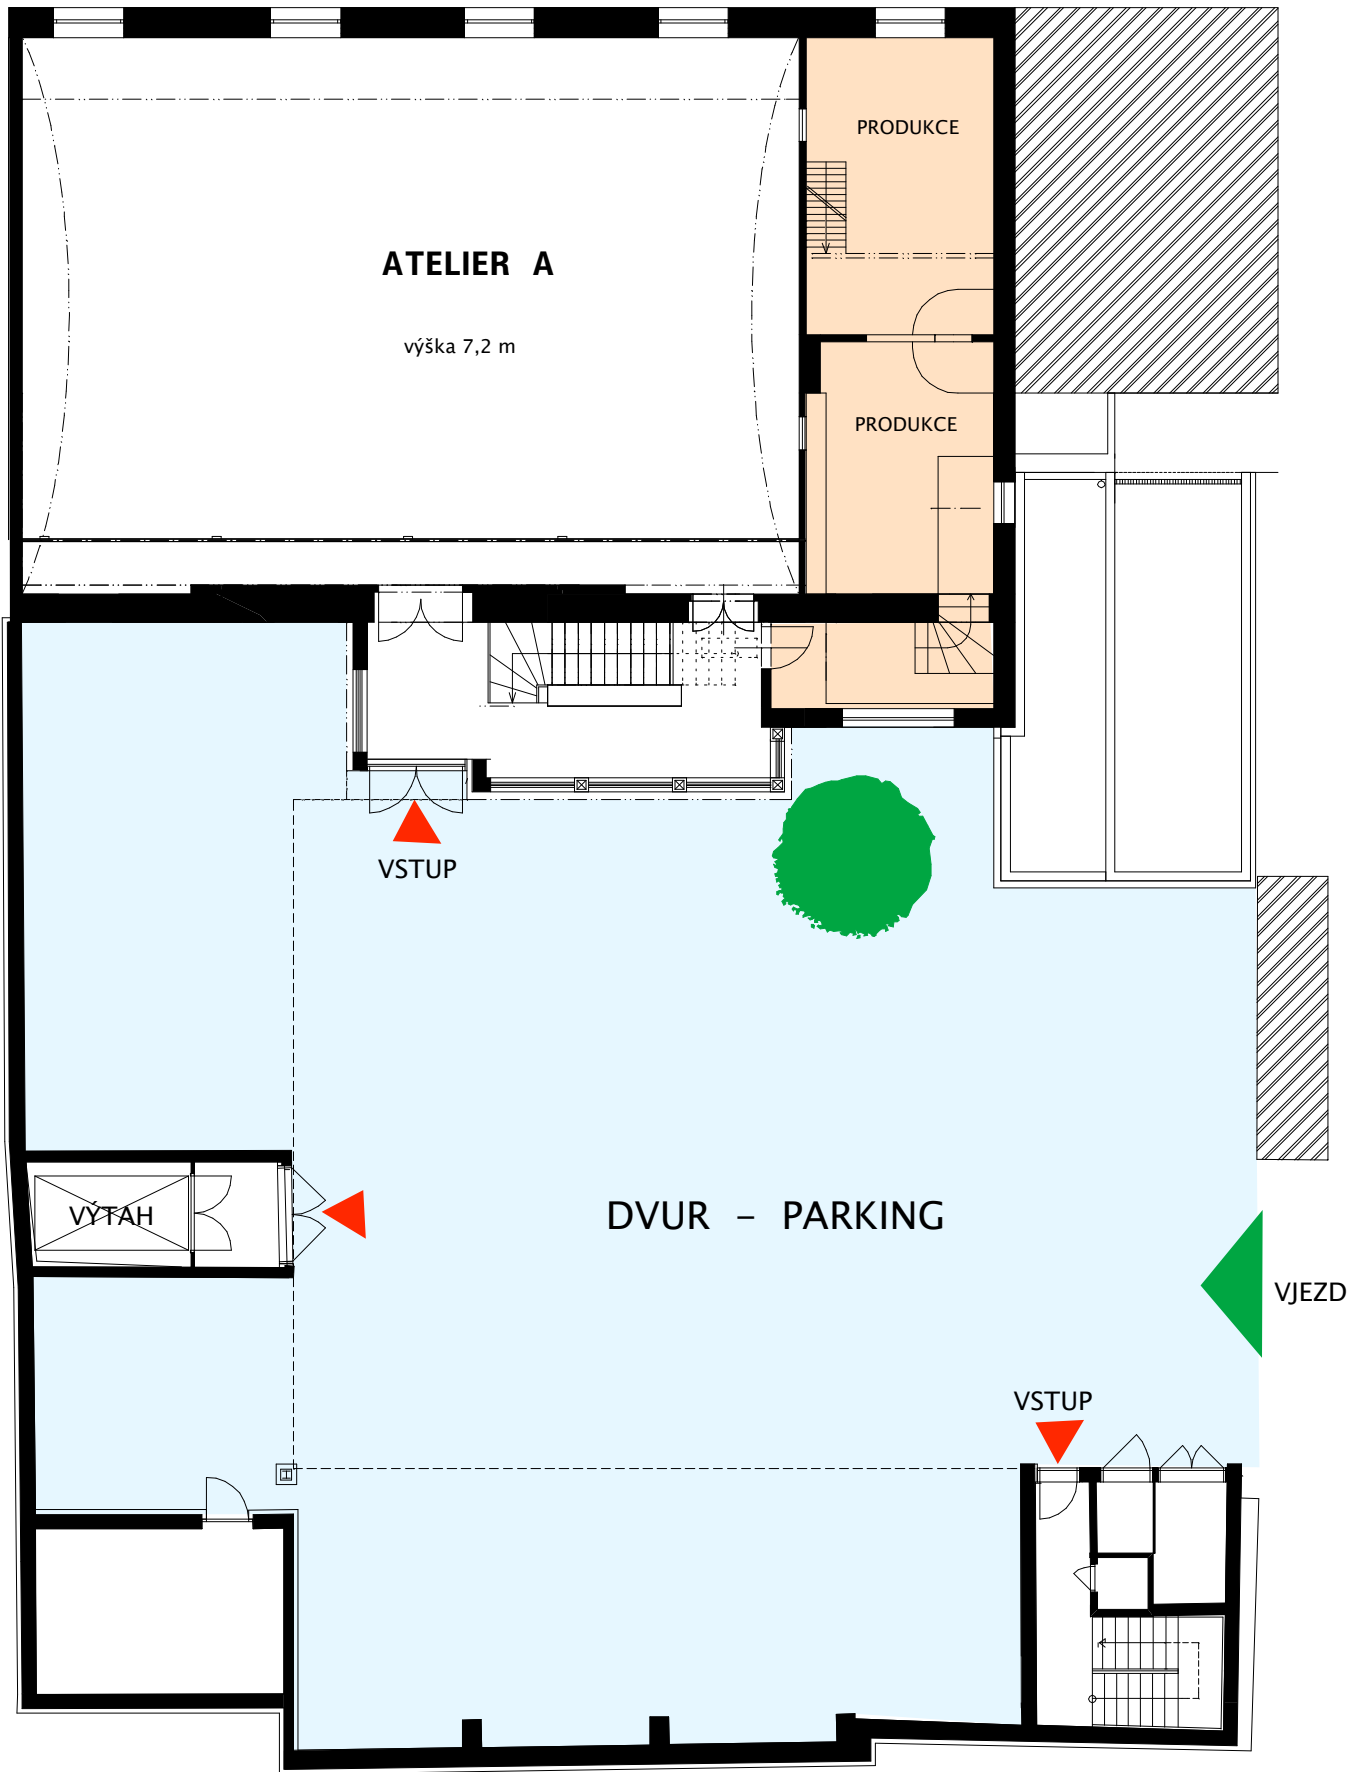 PRODUKCE
ATELIER A
výška 7,2 m
PRODUKCE
VSTUP
VÝTAH
DVUR – PARKING
VJEZD
VSTUP